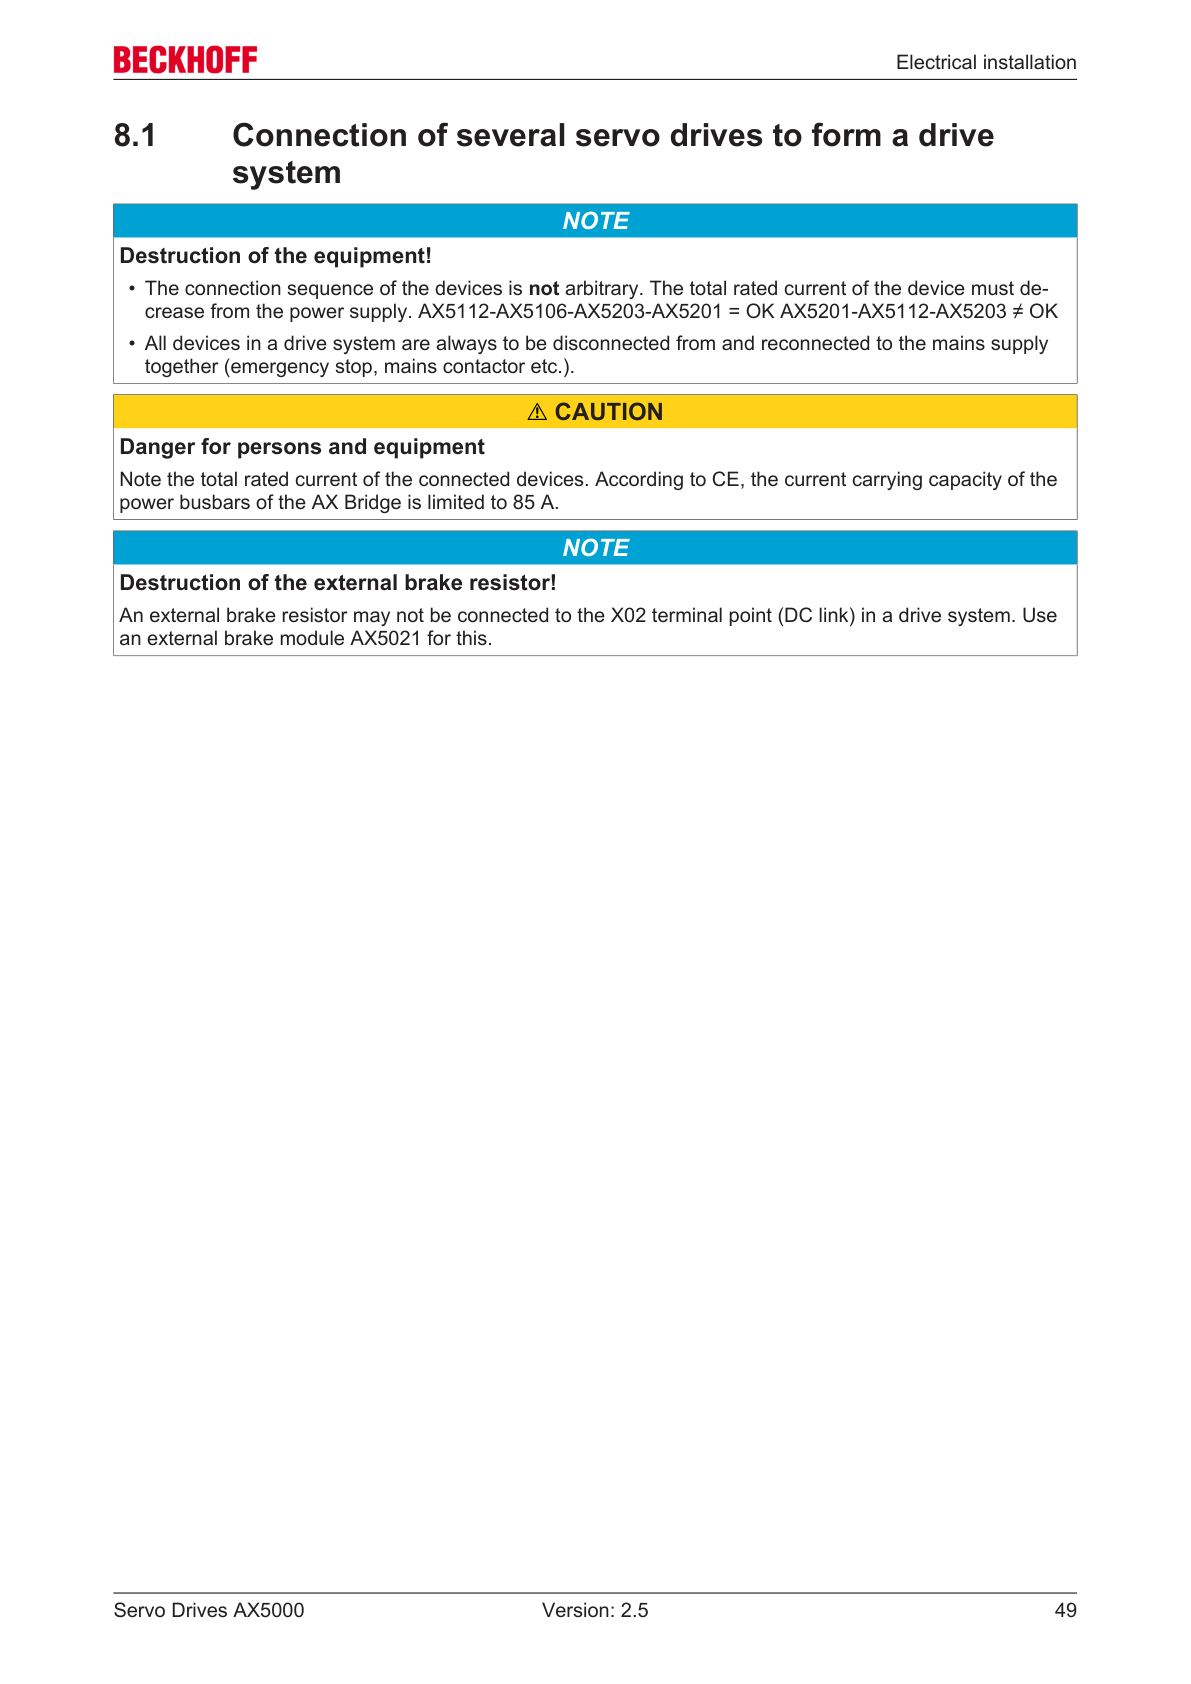 BECKHOFF
Electrical installation
8.1 Connection of several servo drives to form a drive
system
NOTE
Destruction of the equipment!
• The connection sequence of the devices is not arbitrary. The total rated current of the device must de-
crease from the power supply. AX5112-AX5106-AX5203-AX5201 = OK AX5201-AX5112-AX5203 ≠ OK
• All devices in a drive system are always to be disconnected from and reconnected to the mains supply
together (emergency stop, mains contactor etc.).
⚠ CAUTION
Danger for persons and equipment
Note the total rated current of the connected devices. According to CE, the current carrying capacity of the
power busbars of the AX Bridge is limited to 85 A.
NOTE
Destruction of the external brake resistor!
An external brake resistor may not be connected to the X02 terminal point (DC link) in a drive system. Use
an external brake module AX5021 for this.
Servo Drives AX5000 Version: 2.5 49